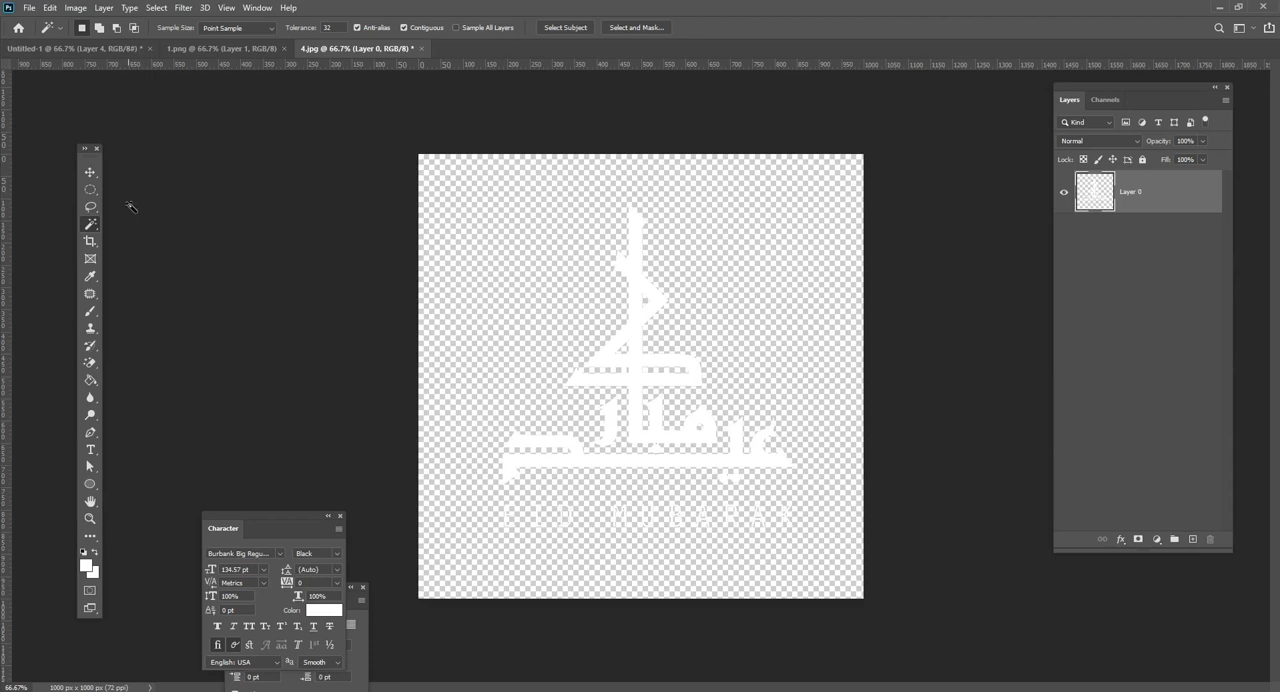 File Edit Image Layer Type Select Filter 3D View Window Help
Sample Size: Point Sample Tolerance: 32 Anti-alias Contiguous Sample All Layers Select Subject Select and Mask...
Untitled-1 @ 66.7% (Layer 4, RGB/8#) * 1.png @ 66.7% (Layer 1, RGB/8) * 4.jpg @ 66.7% (Layer 0, RGB/8*) *
Layers Channels
Kind
Normal Opacity: 100%
Lock: Fill: 100%
Layer 0
عيد مبارك
EID MUBARAK
Character
Burbank Big Regu... Black
134.57 pt (Auto)
Metrics 0
100% 100%
0 pt Color:
English: USA Smooth
0 pt 0 pt
66.67% 1000 px x 1000 px (72 ppi)